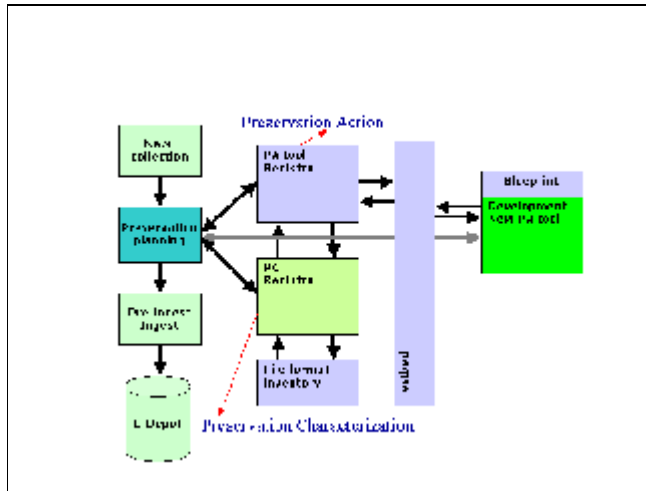 Preservation Action
New
collection
PA tool
Registry
Blueprint
Development
New PA tool
Preservation
planning
PC
Registry
Pre-ingest
Ingest
File format
Inventory
E-Depot
Preservation Characterization